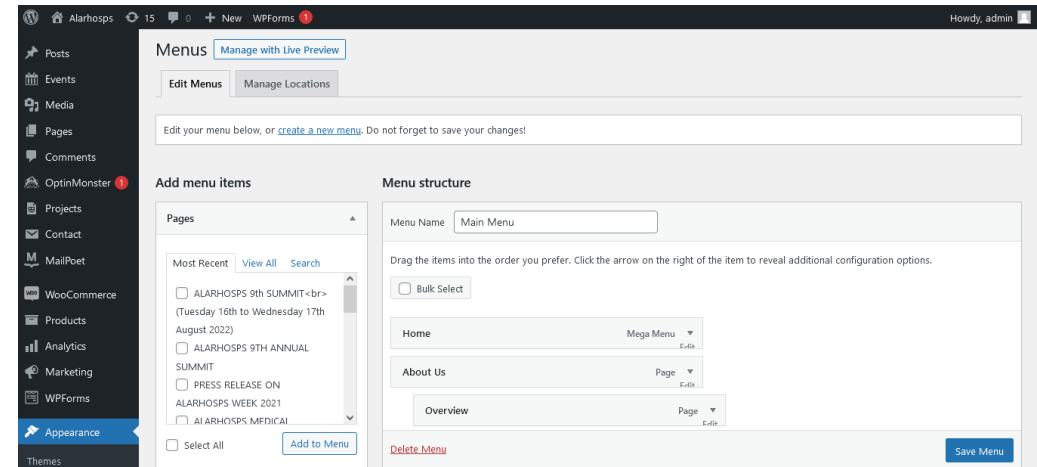 Alarhosps 15 0 + New WPForms 1 Howdy, admin
Posts
Events
Media
Pages
Comments
OptinMonster 1
Projects
Contact
MailPoet
WooCommerce
Products
Analytics
Marketing
WPForms
Appearance
Themes
Menus Manage with Live Preview
Edit Menus Manage Locations
Edit your menu below, or create a new menu. Do not forget to save your changes!
Add menu items
Pages
Most Recent View All Search
ALARHOSPS 9th SUMMIT<br>
(Tuesday 16th to Wednesday 17th
August 2022)
ALARHOSPS 9TH ANNUAL
SUMMIT
PRESS RELEASE ON
ALARHOSPS WEEK 2021
ALARHOSPS MEDICAL
Select All Add to Menu
Menu structure
Menu Name Main Menu
Drag the items into the order you prefer. Click the arrow on the right of the item to reveal additional configuration options.
Bulk Select
Home Mega Menu
Edit
About Us Page
Edit
Overview Page
Edit
Delete Menu Save Menu